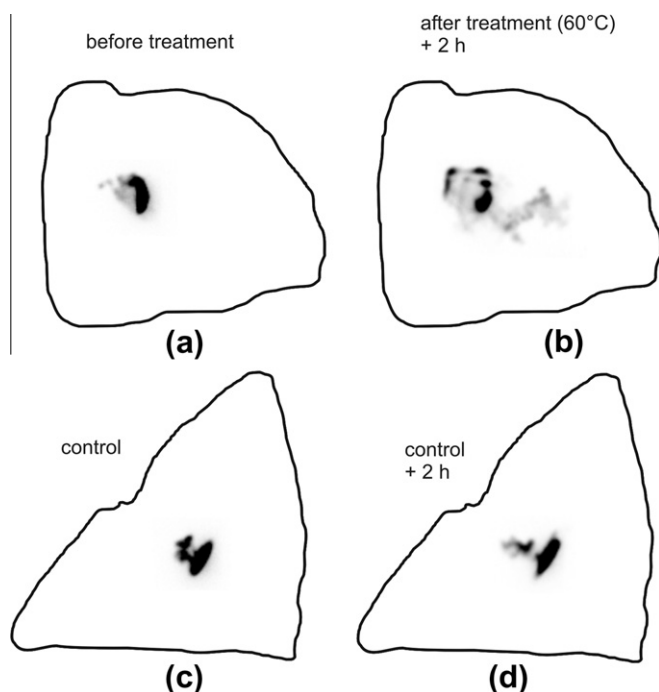 before treatment
after treatment (60°C)
+ 2 h
(a)
(b)
control
control
+ 2 h
(c)
(d)